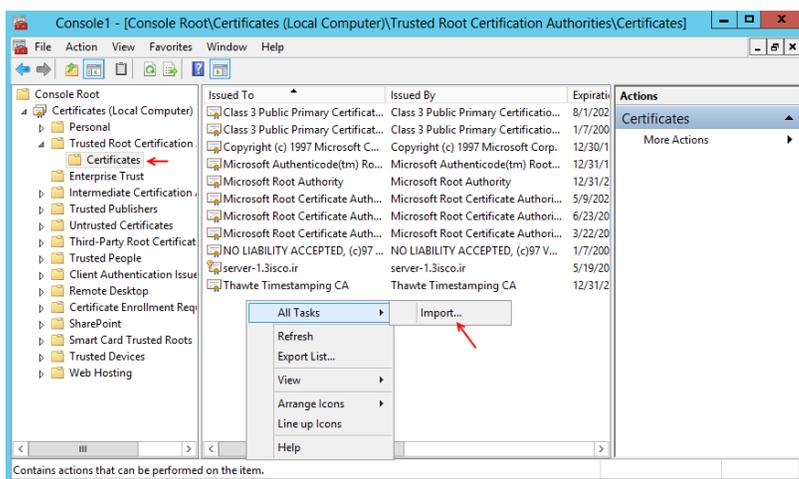 Console1 - [Console Root\Certificates (Local Computer)\Trusted Root Certification Authorities\Certificates]
File Action View Favorites Window Help
Console Root
Certificates (Local Computer)
Personal
Trusted Root Certification
Certificates
Enterprise Trust
Intermediate Certification
Trusted Publishers
Untrusted Certificates
Third-Party Root Certificat
Trusted People
Client Authentication Issue
Remote Desktop
Certificate Enrollment Requ
SharePoint
Smart Card Trusted Roots
Trusted Devices
Web Hosting
Issued To Issued By Expirati
Class 3 Public Primary Certificat... Class 3 Public Primary Certificatio... 8/1/202
Class 3 Public Primary Certificat... Class 3 Public Primary Certificatio... 1/7/200
Copyright (c) 1997 Microsoft C... Copyright (c) 1997 Microsoft Corp. 12/30/1
Microsoft Authenticode(tm) Ro... Microsoft Authenticode(tm) Root... 12/31/1
Microsoft Root Authority Microsoft Root Authority 12/31/2
Microsoft Root Certificate Auth... Microsoft Root Certificate Authori... 5/9/202
Microsoft Root Certificate Auth... Microsoft Root Certificate Authori... 6/23/20
Microsoft Root Certificate Auth... Microsoft Root Certificate Authori... 3/22/20
NO LIABILITY ACCEPTED, (c)97 ... NO LIABILITY ACCEPTED, (c)97 V... 1/7/200
server-1.3isco.ir server-1.3isco.ir 5/19/20
Thawte Timestamping CA Thawte Timestamping CA 12/31/2
All Tasks
Import...
Refresh
Export List...
View
Arrange Icons
Line up Icons
Help
Actions
Certificates
More Actions
Contains actions that can be performed on the item.